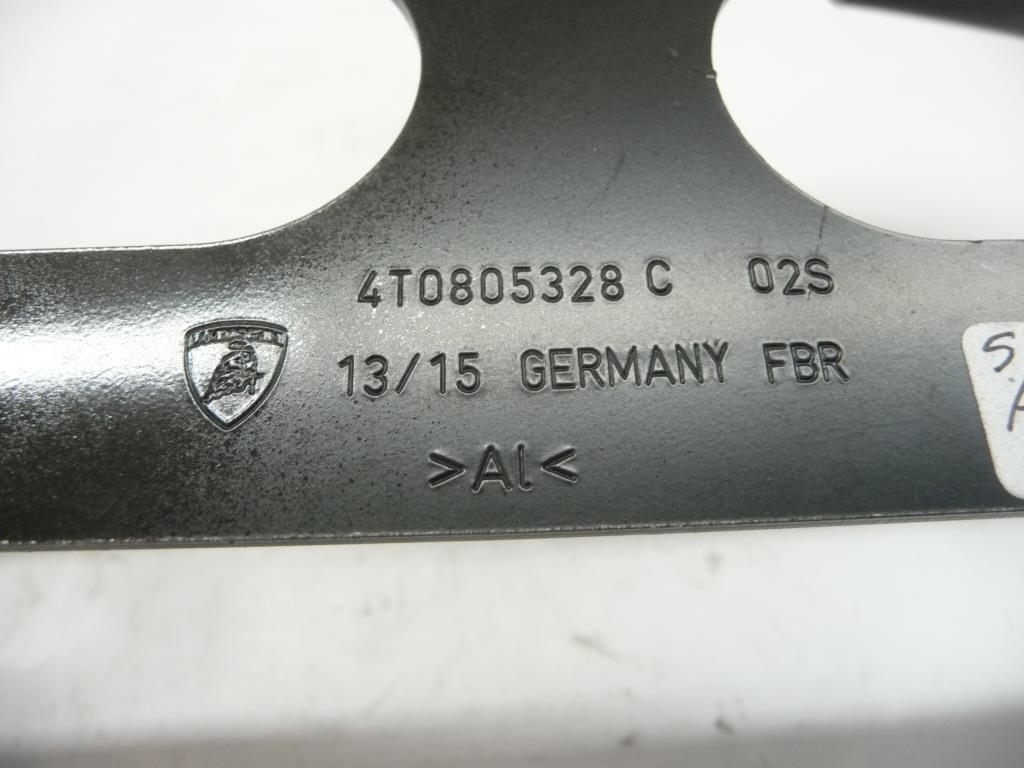 4T0805328 C 02S
13/15 GERMANY FBR
>Al<
S.